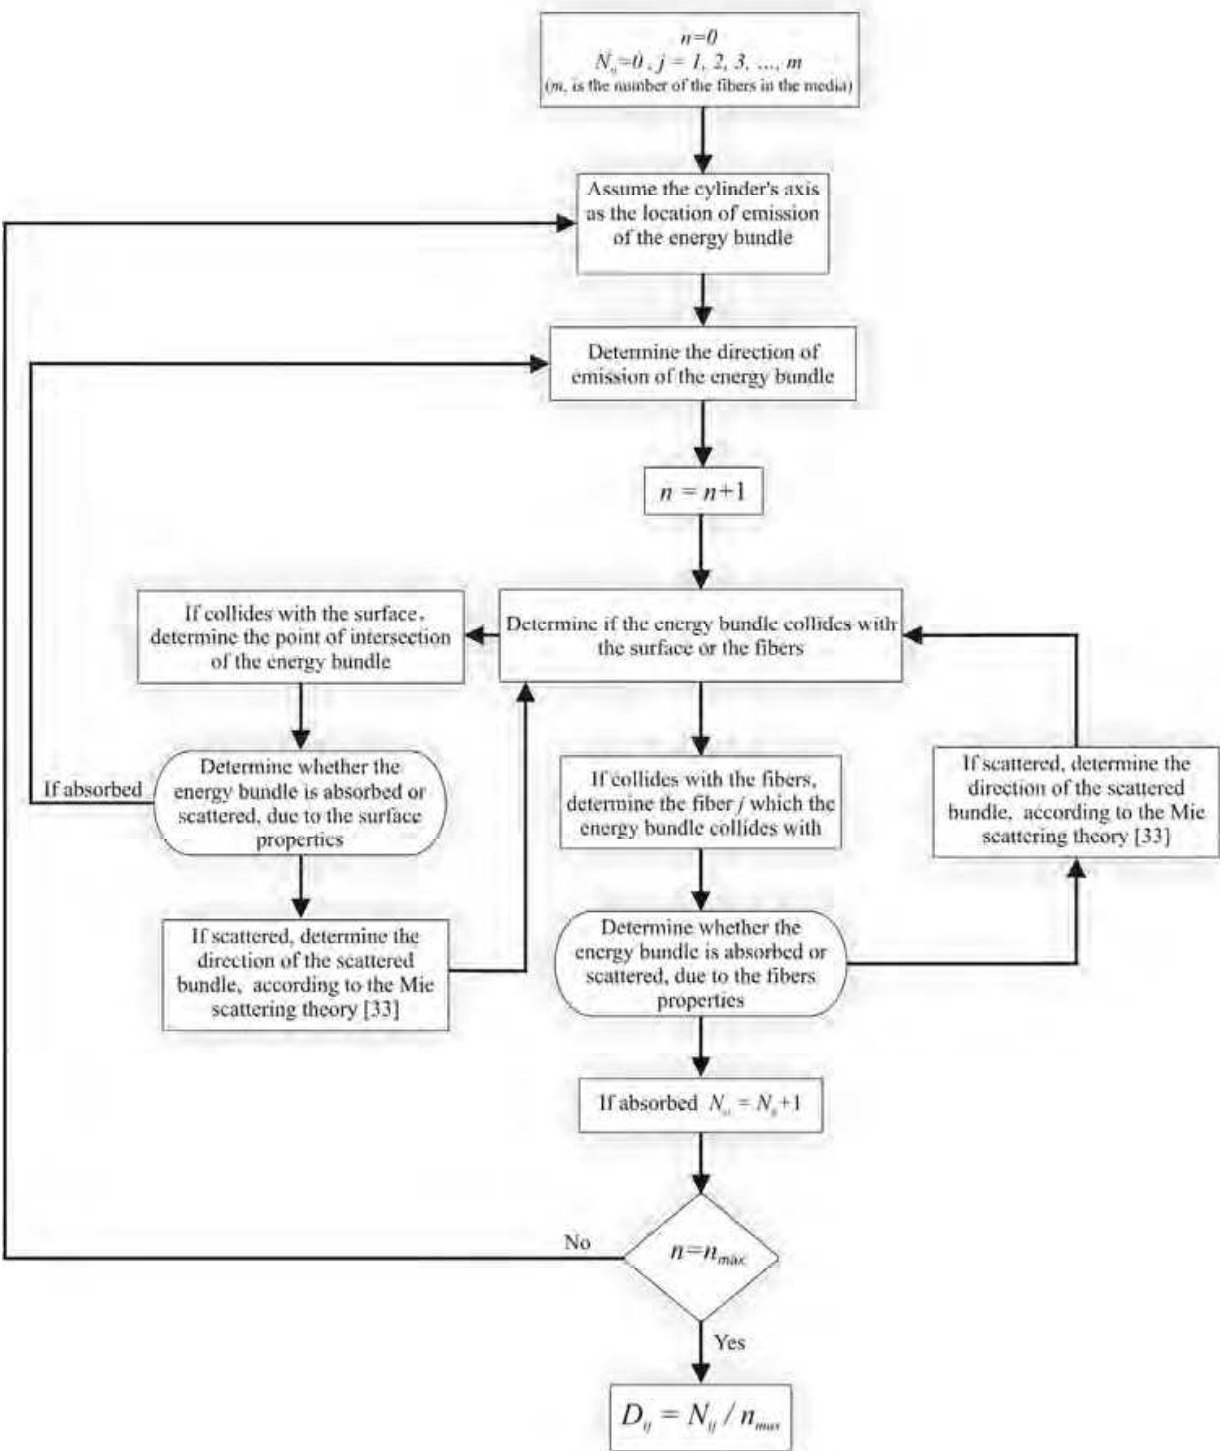 n=0
N_ij=0 , j = 1, 2, 3, ..., m
(m, is the number of the fibers in the media)
Assume the cylinder's axis
as the location of emission
of the energy bundle
Determine the direction of
emission of the energy bundle
n = n+1
If collides with the surface,
determine the point of intersection
of the energy bundle
Determine if the energy bundle collides with
the surface or the fibers
If absorbed
Determine whether the
energy bundle is absorbed or
scattered, due to the surface
properties
If collides with the fibers,
determine the fiber j which the
energy bundle collides with
If scattered, determine the
direction of the scattered
bundle, according to the Mie
scattering theory [33]
If scattered, determine the
direction of the scattered
bundle, according to the Mie
scattering theory [33]
Determine whether the
energy bundle is absorbed or
scattered, due to the fibers
properties
If absorbed N_ij = N_ij+1
No
n=n_max
Yes
D_ij = N_ij / n_max